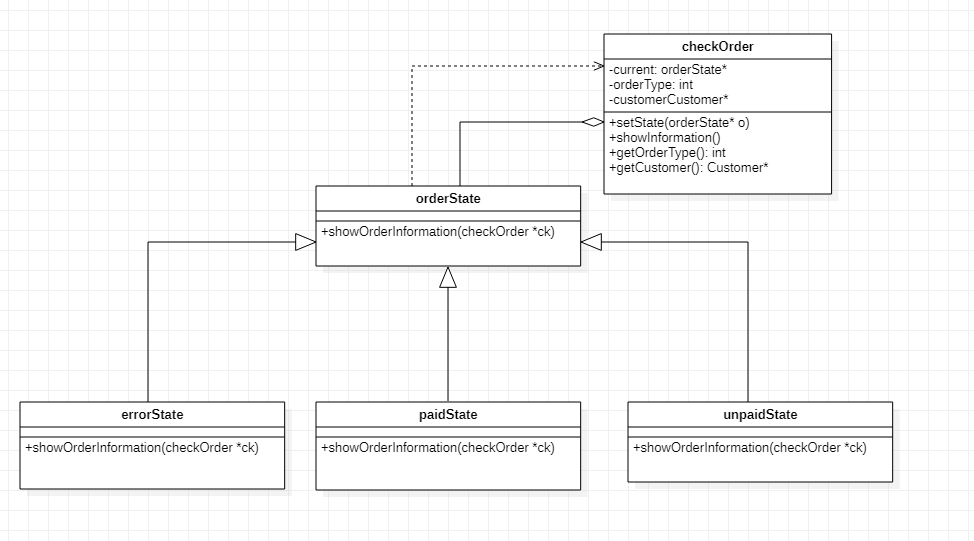 checkOrder
-current: orderState*
-orderType: int
-customerCustomer*
+setState(orderState* o)
+showInformation()
+getOrderType(): int
+getCustomer(): Customer*
orderState
+showOrderInformation(checkOrder *ck)
errorState
+showOrderInformation(checkOrder *ck)
paidState
+showOrderInformation(checkOrder *ck)
unpaidState
+showOrderInformation(checkOrder *ck)